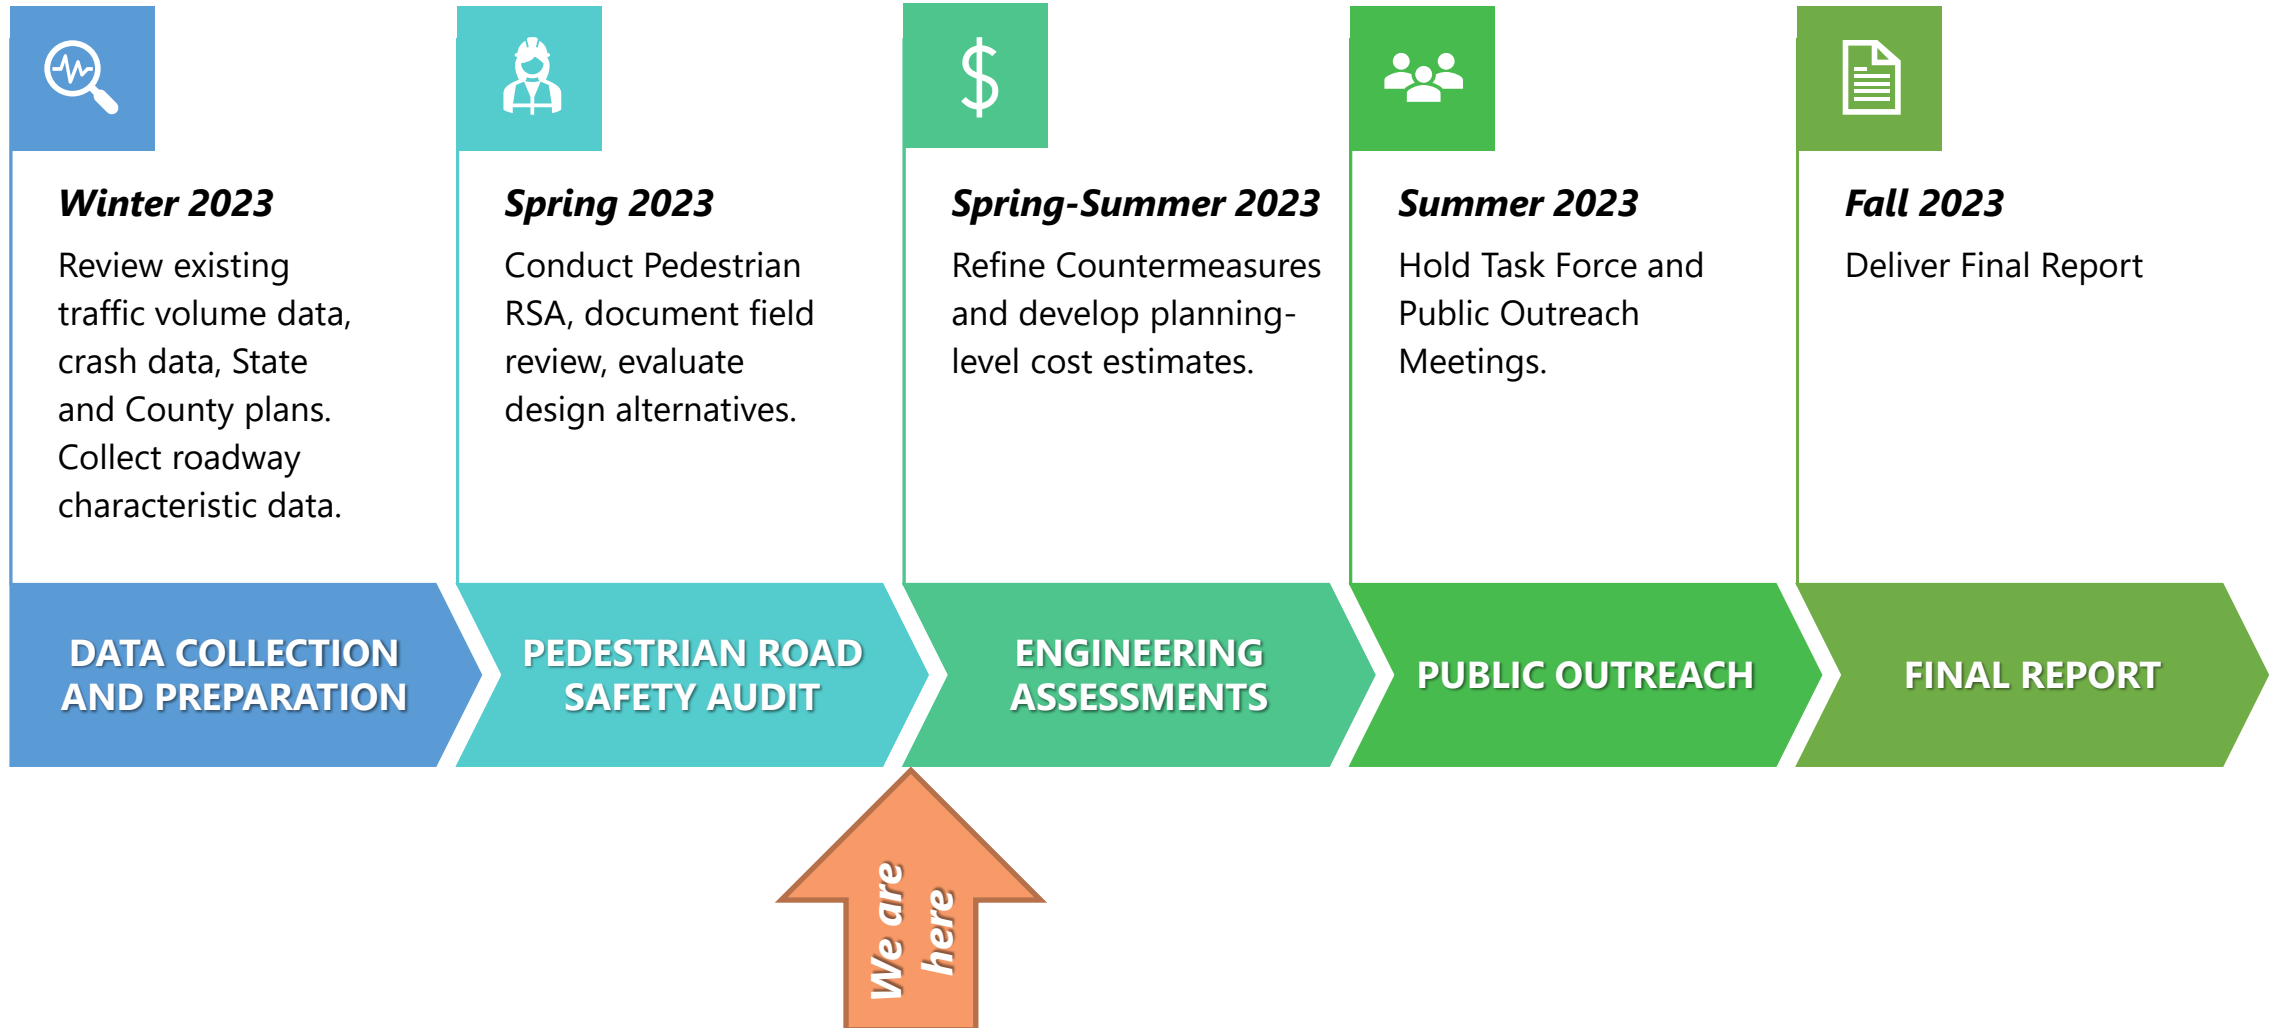 Winter 2023
Review existing
traffic volume data,
crash data, State
and County plans.
Collect roadway
characteristic data.
DATA COLLECTION
AND PREPARATION
Spring 2023
Conduct Pedestrian
RSA, document field
review, evaluate
design alternatives.
PEDESTRIAN ROAD
SAFETY AUDIT
Spring-Summer 2023
Refine Countermeasures
and develop planning-
level cost estimates.
ENGINEERING
ASSESSMENTS
Summer 2023
Hold Task Force and
Public Outreach
Meetings.
PUBLIC OUTREACH
Fall 2023
Deliver Final Report
FINAL REPORT
We are
here